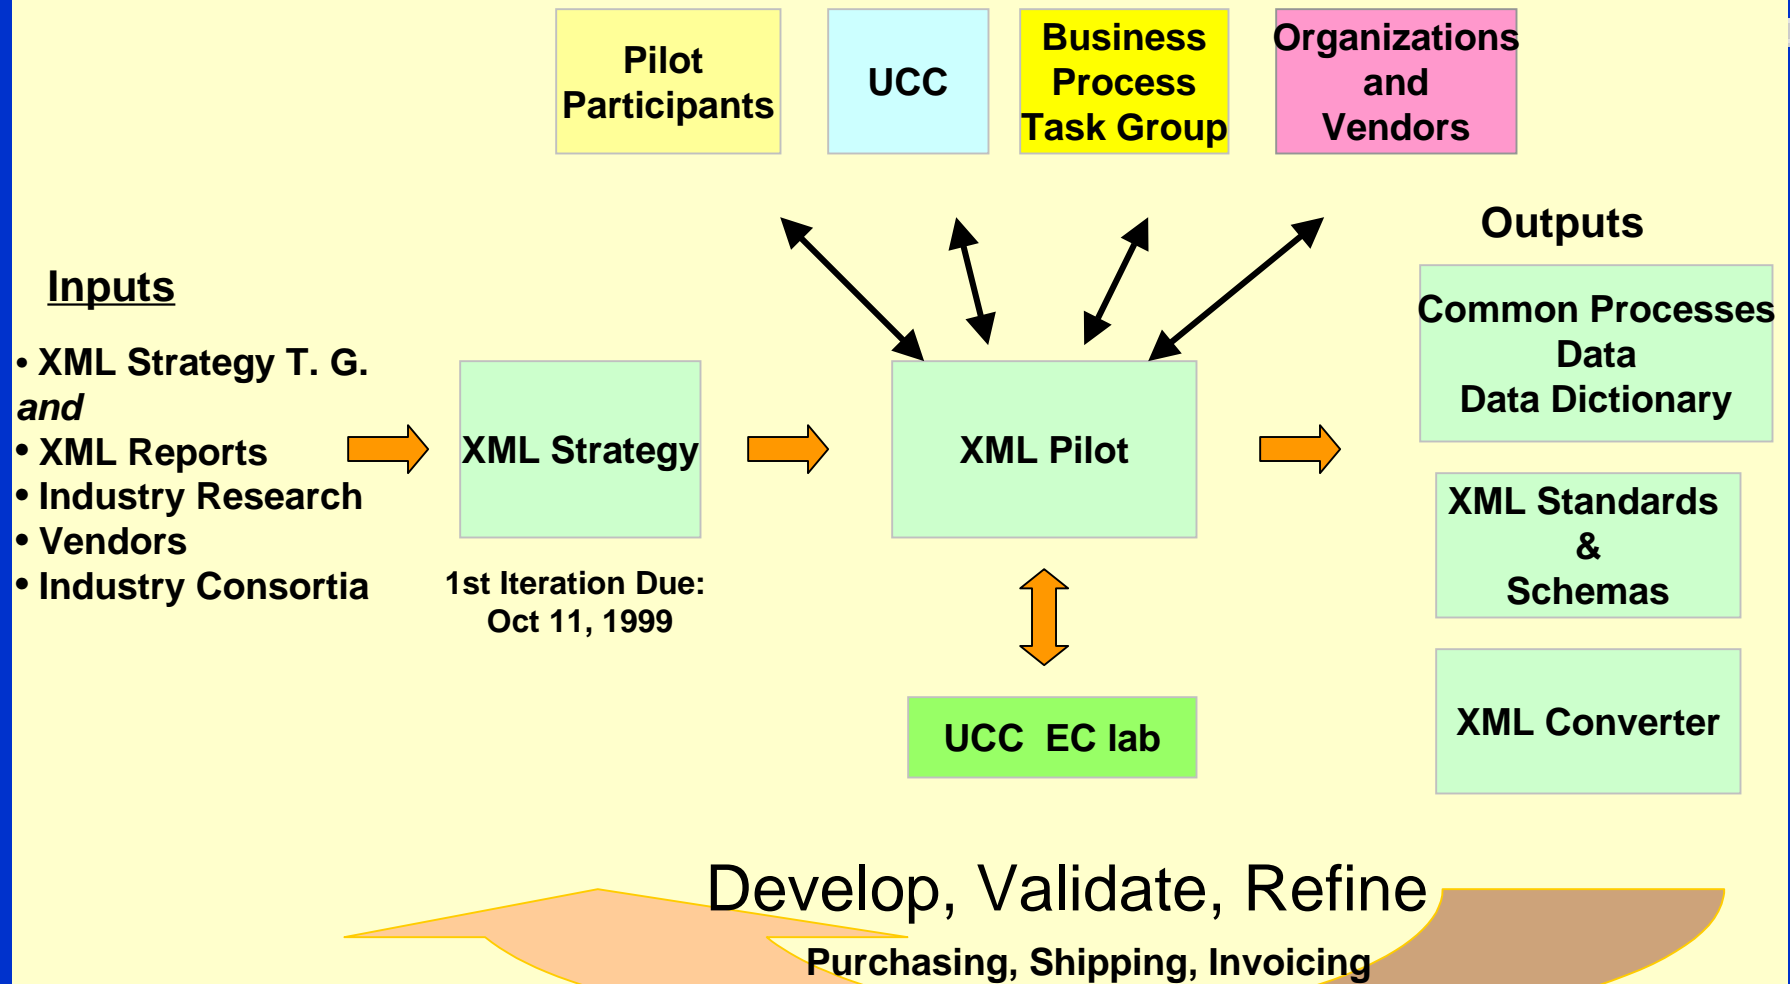 Pilot
Participants
UCC
Business
Process
Task Group
Organizations
and
Vendors
Inputs
• XML Strategy T. G.
and
• XML Reports
• Industry Research
• Vendors
• Industry Consortia
XML Strategy
1st Iteration Due:
Oct 11, 1999
XML Pilot
UCC EC lab
Outputs
Common Processes
Data
Data Dictionary
XML Standards
&
Schemas
XML Converter
Develop, Validate, Refine
Purchasing, Shipping, Invoicing